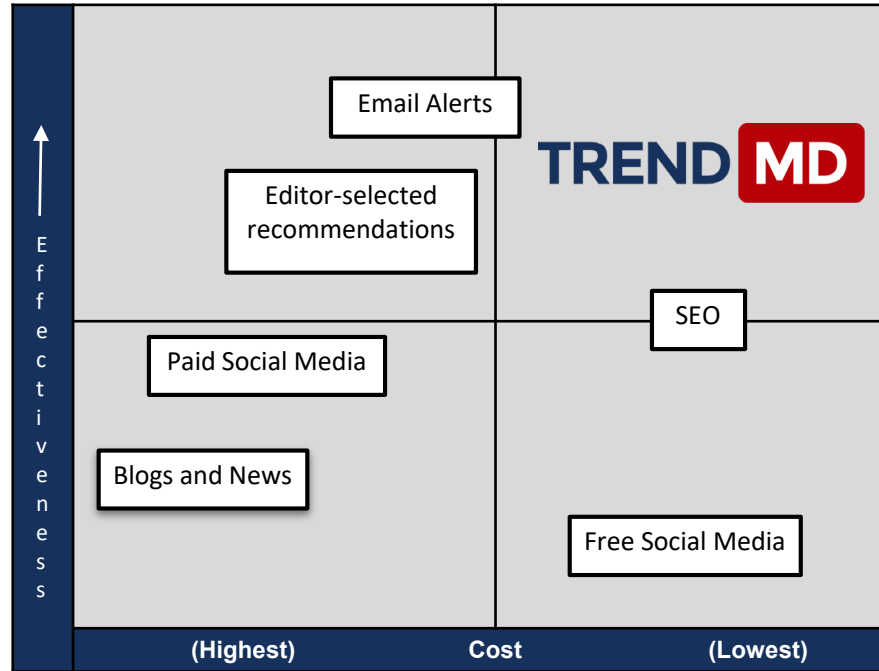 Email Alerts
TREND MD
Editor-selected
recommendations
Effectiveness
SEO
Paid Social Media
Blogs and News
Free Social Media
(Highest) Cost (Lowest)